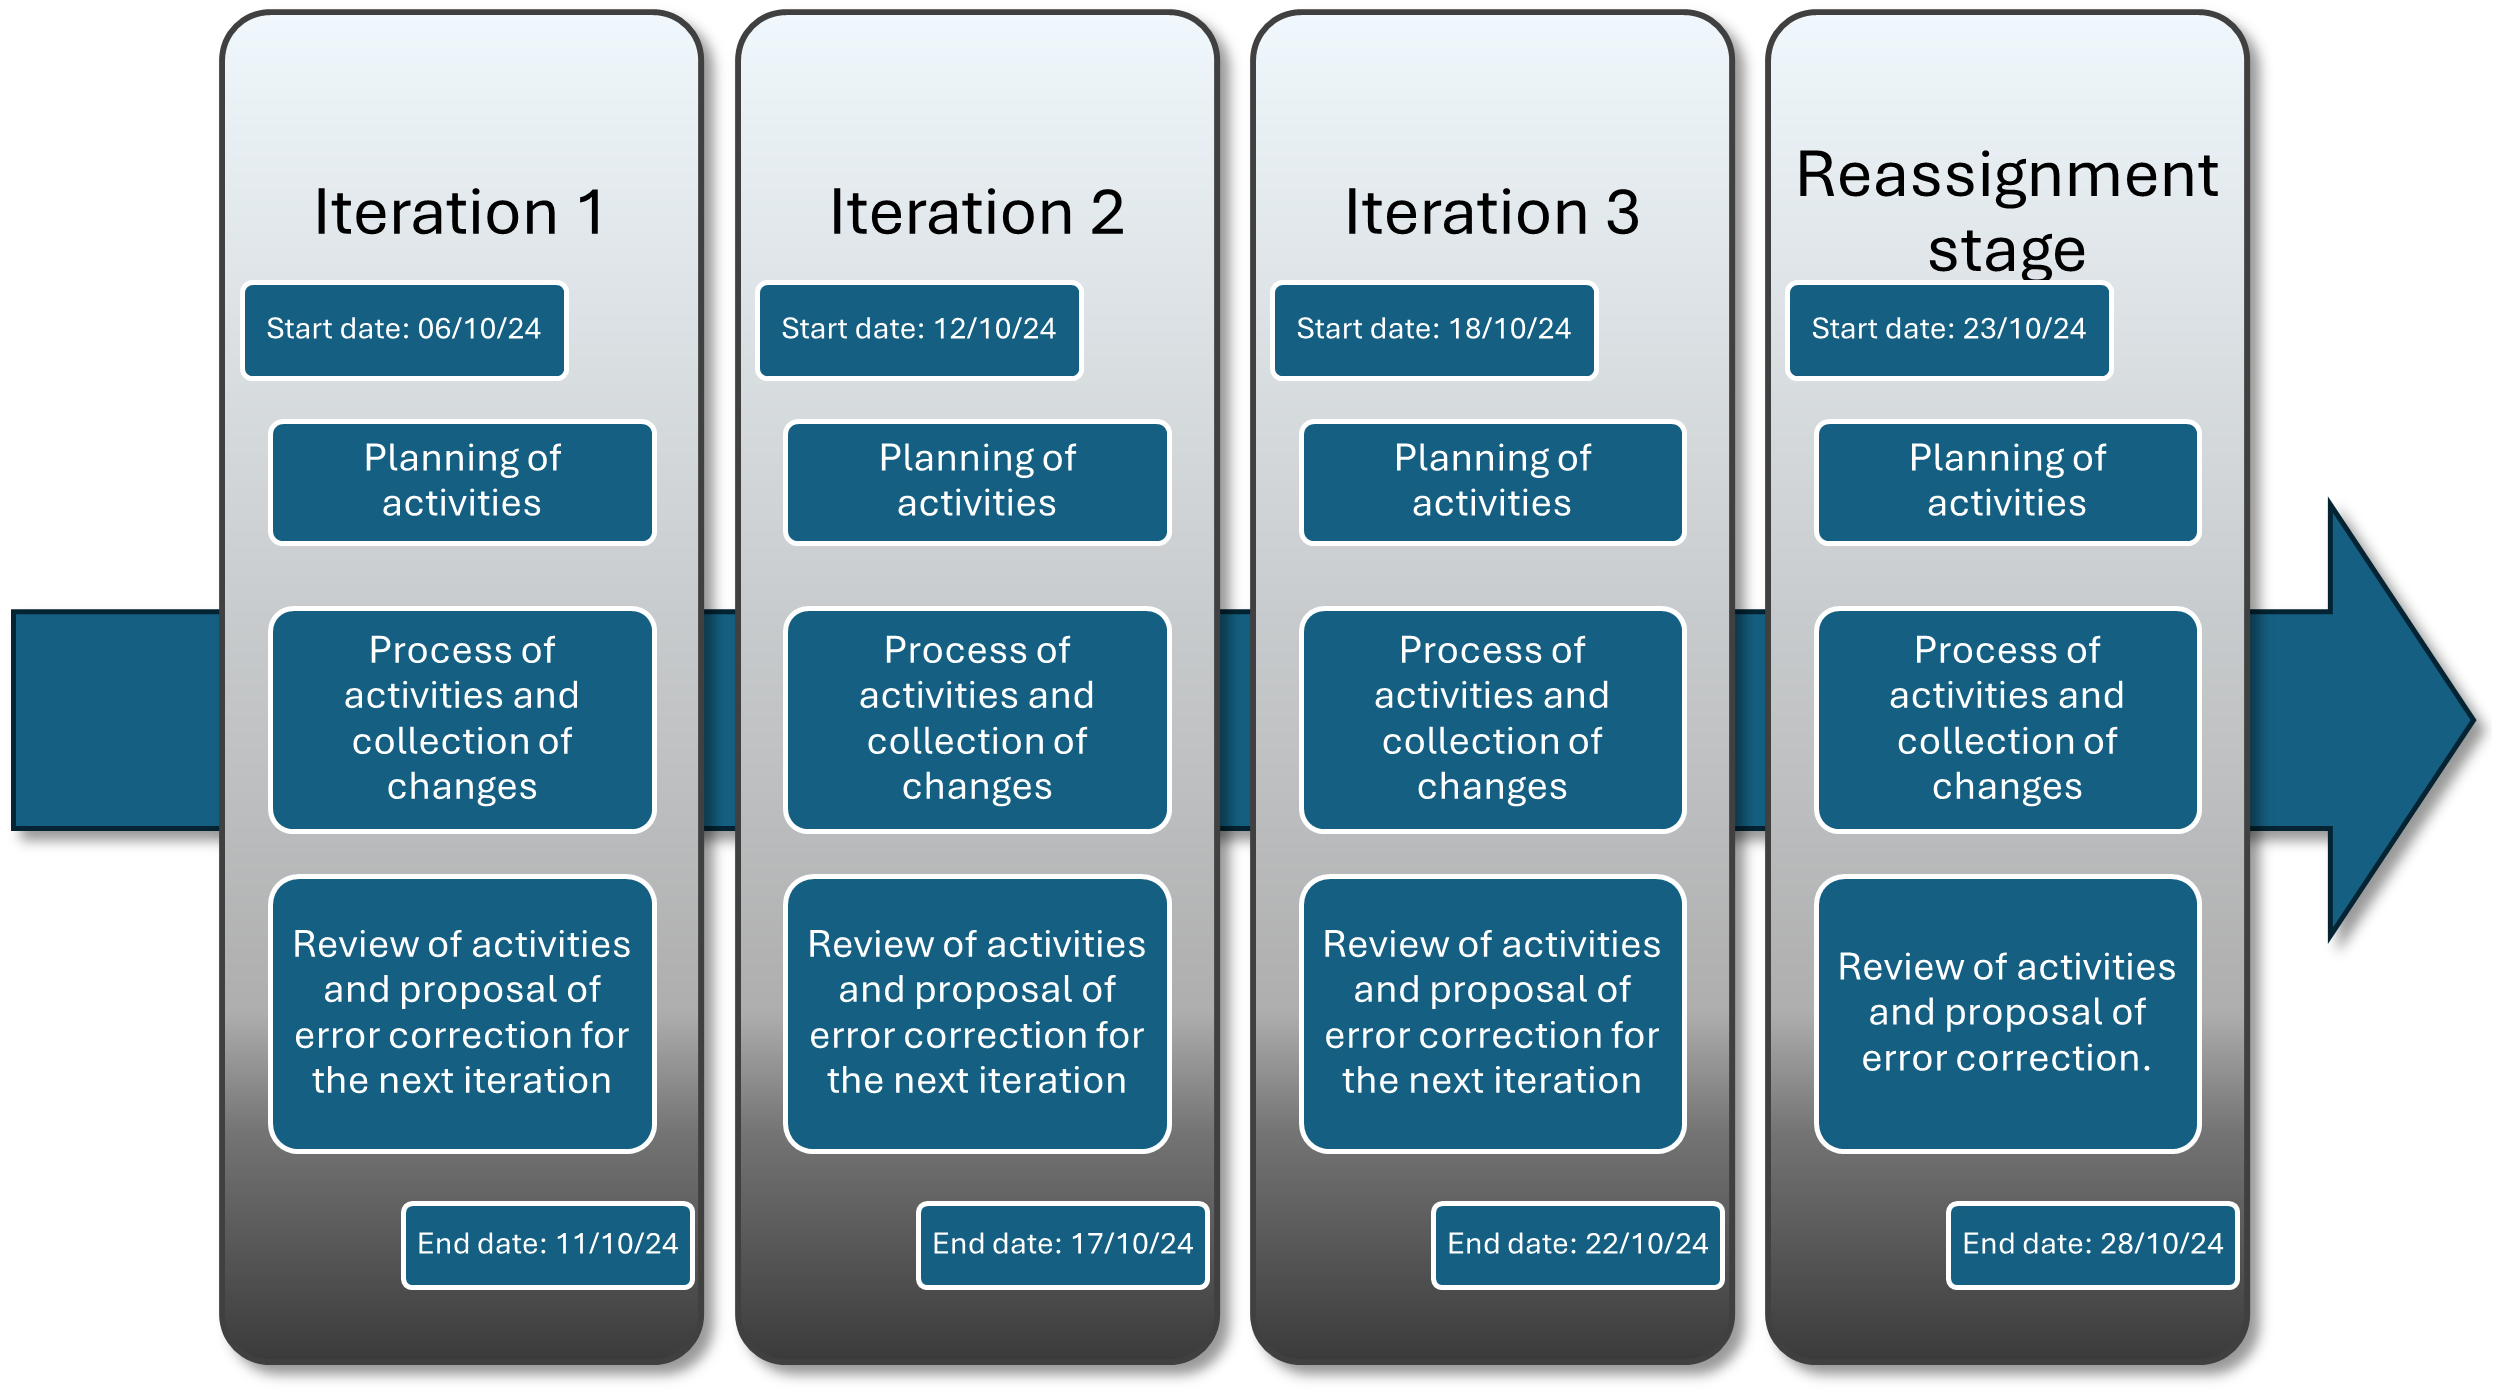 Iteration 1
Start date: 06/10/24
Planning of
activities
Process of
activities and
collection of
changes
Review of activities
and proposal of
error correction for
the next iteration
End date: 11/10/24
Iteration 2
Start date: 12/10/24
Planning of
activities
Process of
activities and
collection of
changes
Review of activities
and proposal of
error correction for
the next iteration
End date: 17/10/24
Iteration 3
Start date: 18/10/24
Planning of
activities
Process of
activities and
collection of
changes
Review of activities
and proposal of
error correction for
the next iteration
End date: 22/10/24
Reassignment
stage
Start date: 23/10/24
Planning of
activities
Process of
activities and
collection of
changes
Review of activities
and proposal of
error correction.
End date: 28/10/24